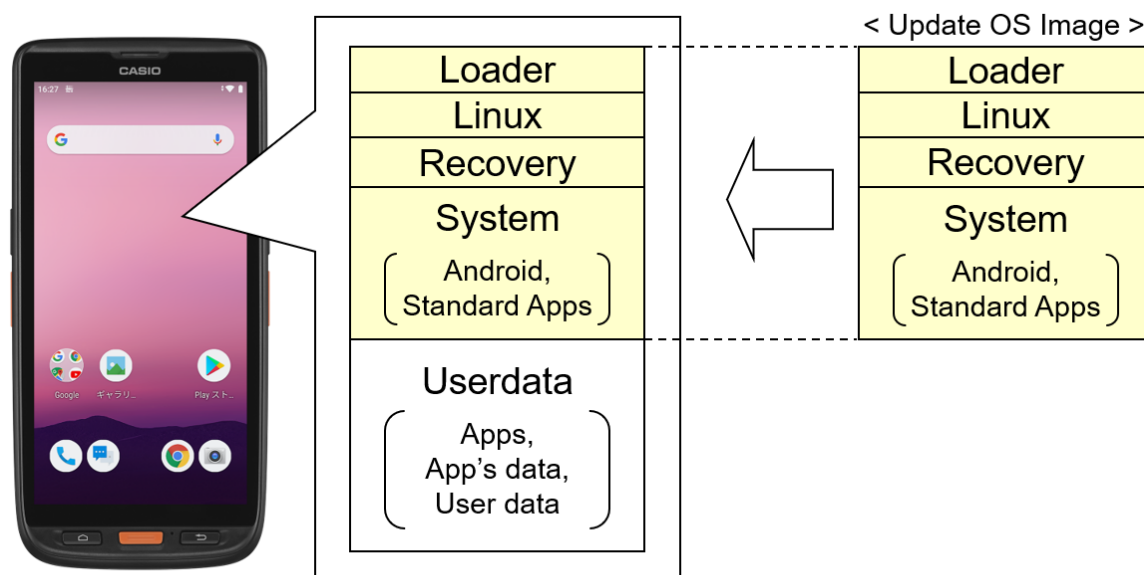 CASIO
16:27
Google
ギャラリ...
Play スト...
Loader
Linux
Recovery
System
Android,
Standard Apps
Userdata
Apps,
App's data,
User data
< Update OS Image >
Loader
Linux
Recovery
System
Android,
Standard Apps